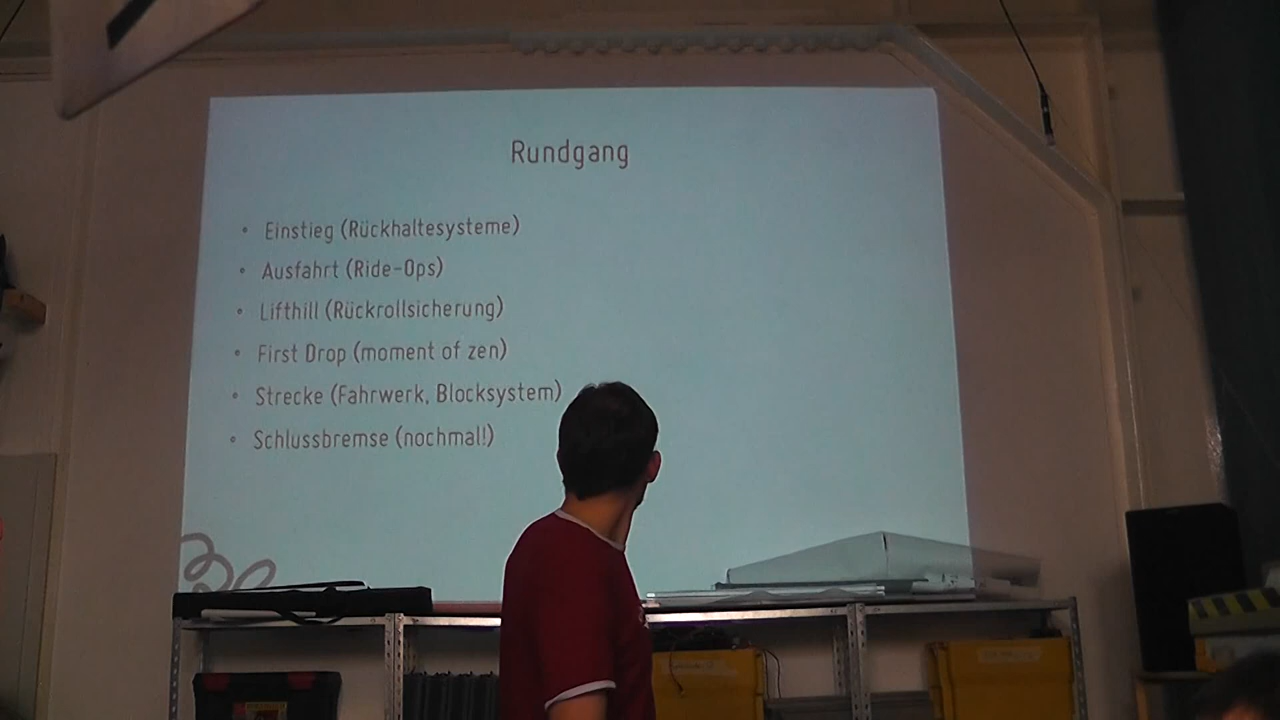 Rundgang
• Einstieg (Rückhaltesysteme)
• Ausfahrt (Ride-Ops)
• Lifthill (Rückrollsicherung)
• First Drop (moment of zen)
• Strecke (Fahrwerk, Blocksystem)
• Schlussbremse (nochmal!)